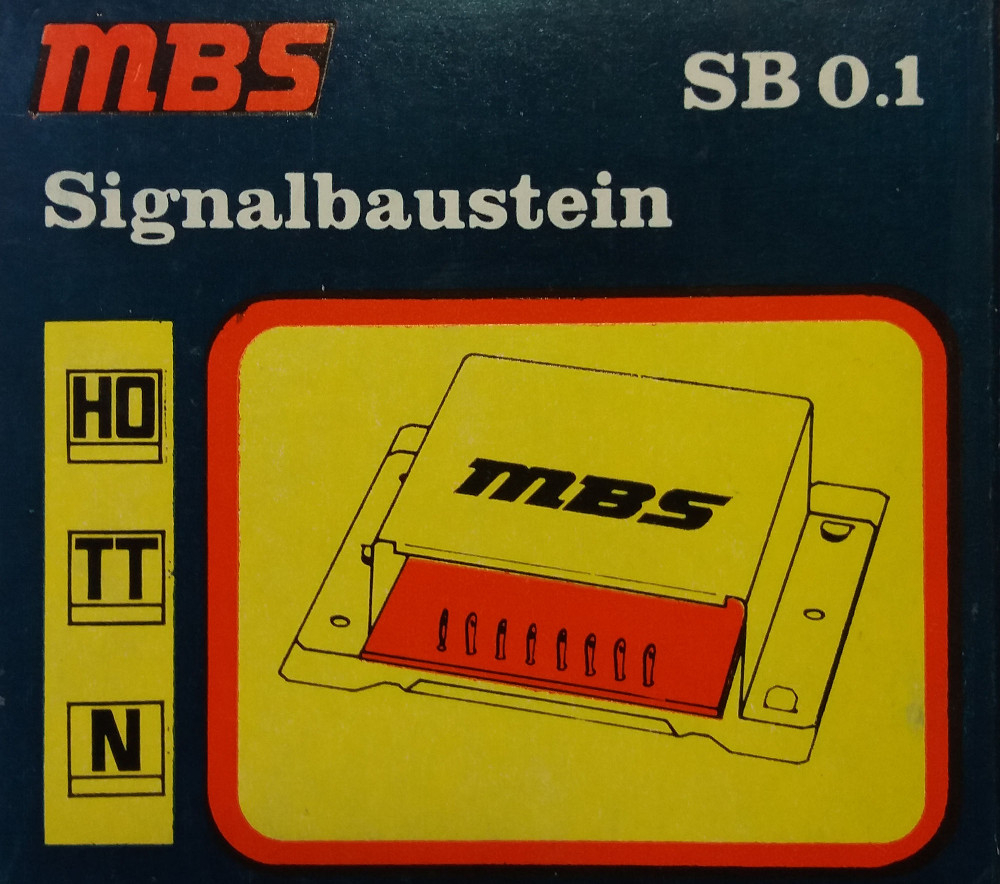 MBS
SB 0.1
Signalbaustein
HO
TT
N
MBS